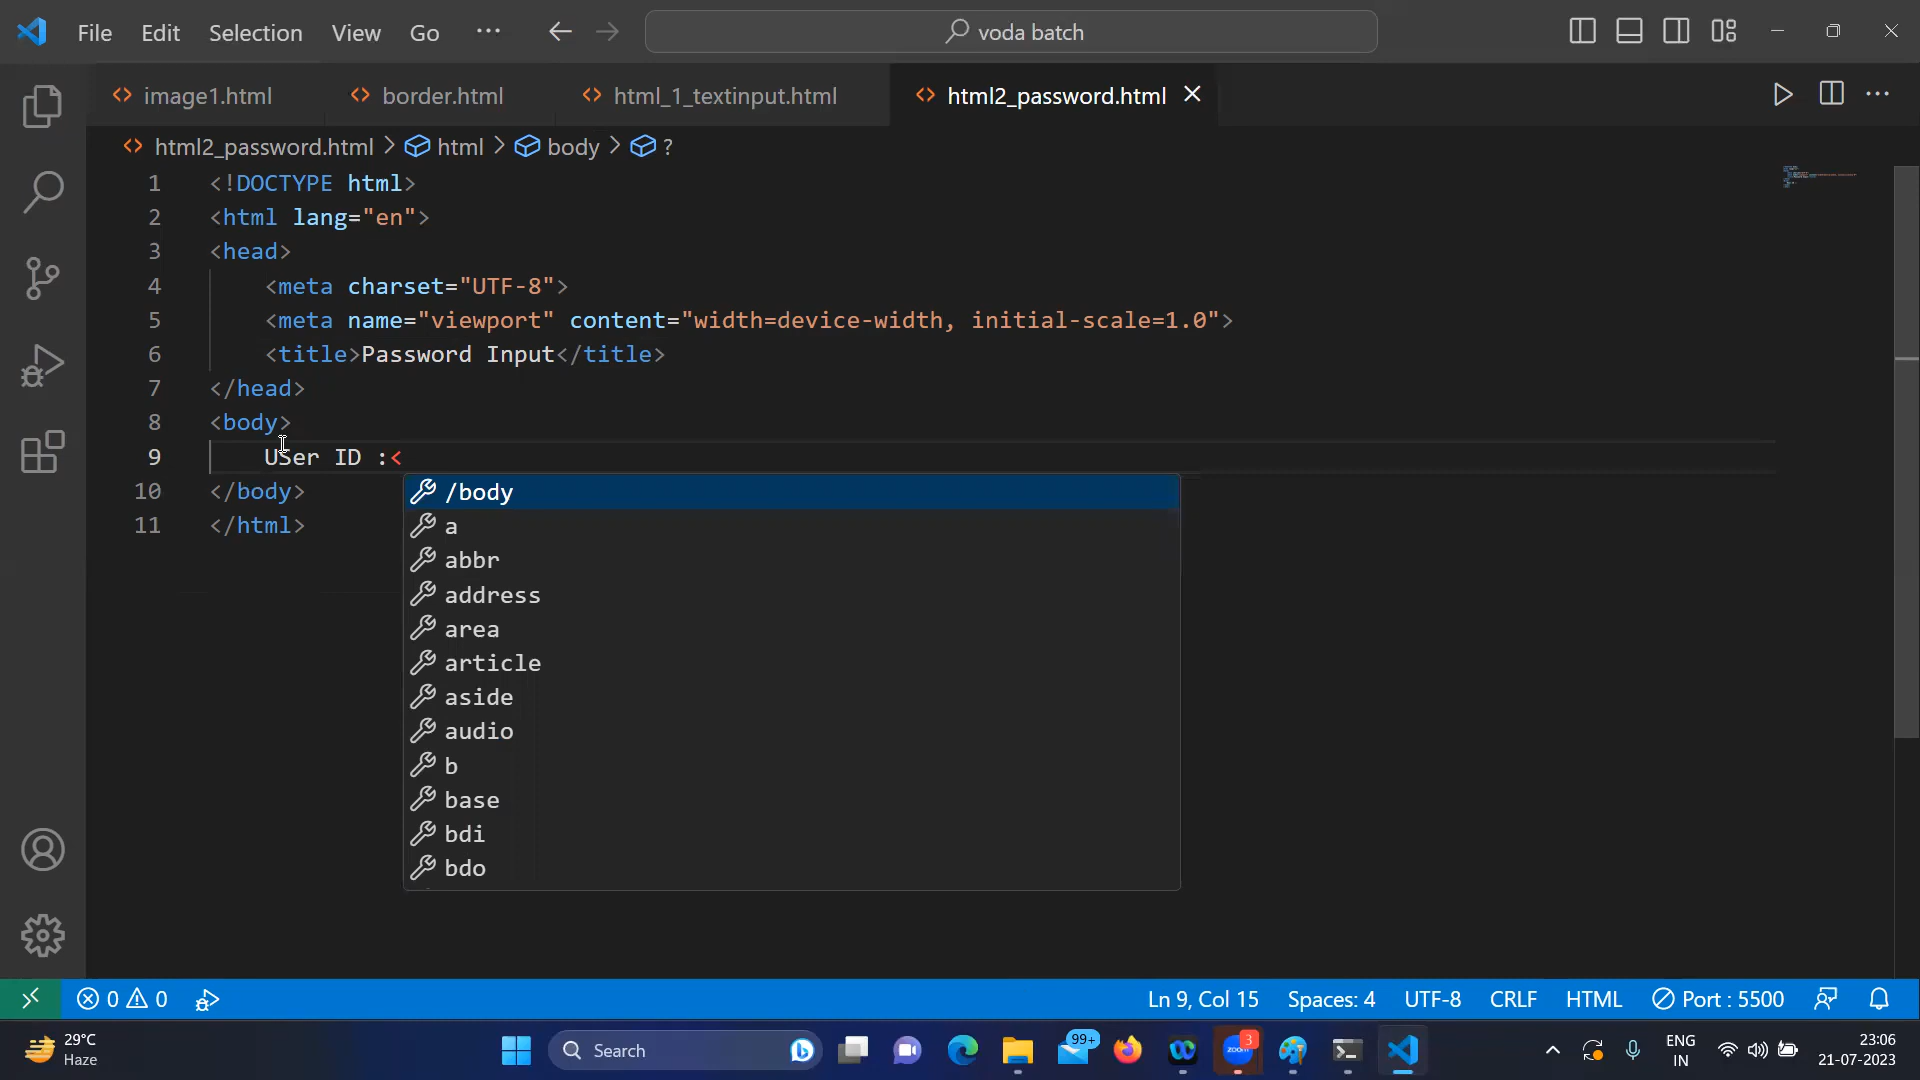 File Edit Selection View Go ··· voda batch
image1.html border.html html_1_textinput.html html2_password.html
html2_password.html > html > body > ?
1 <!DOCTYPE html>
2 <html lang="en">
3 <head>
4 <meta charset="UTF-8">
5 <meta name="viewport" content="width=device-width, initial-scale=1.0">
6 <title>Password Input</title>
7 </head>
8 <body>
9 USer ID :<
10 </body>
11 </html>
/body
a
abbr
address
area
article
aside
audio
b
base
bdi
bdo
0 0 Ln 9, Col 15 Spaces: 4 UTF-8 CRLF HTML Port : 5500
29°C
Haze
Search
99+
zoom
3
ENG
IN
23:06
21-07-2023